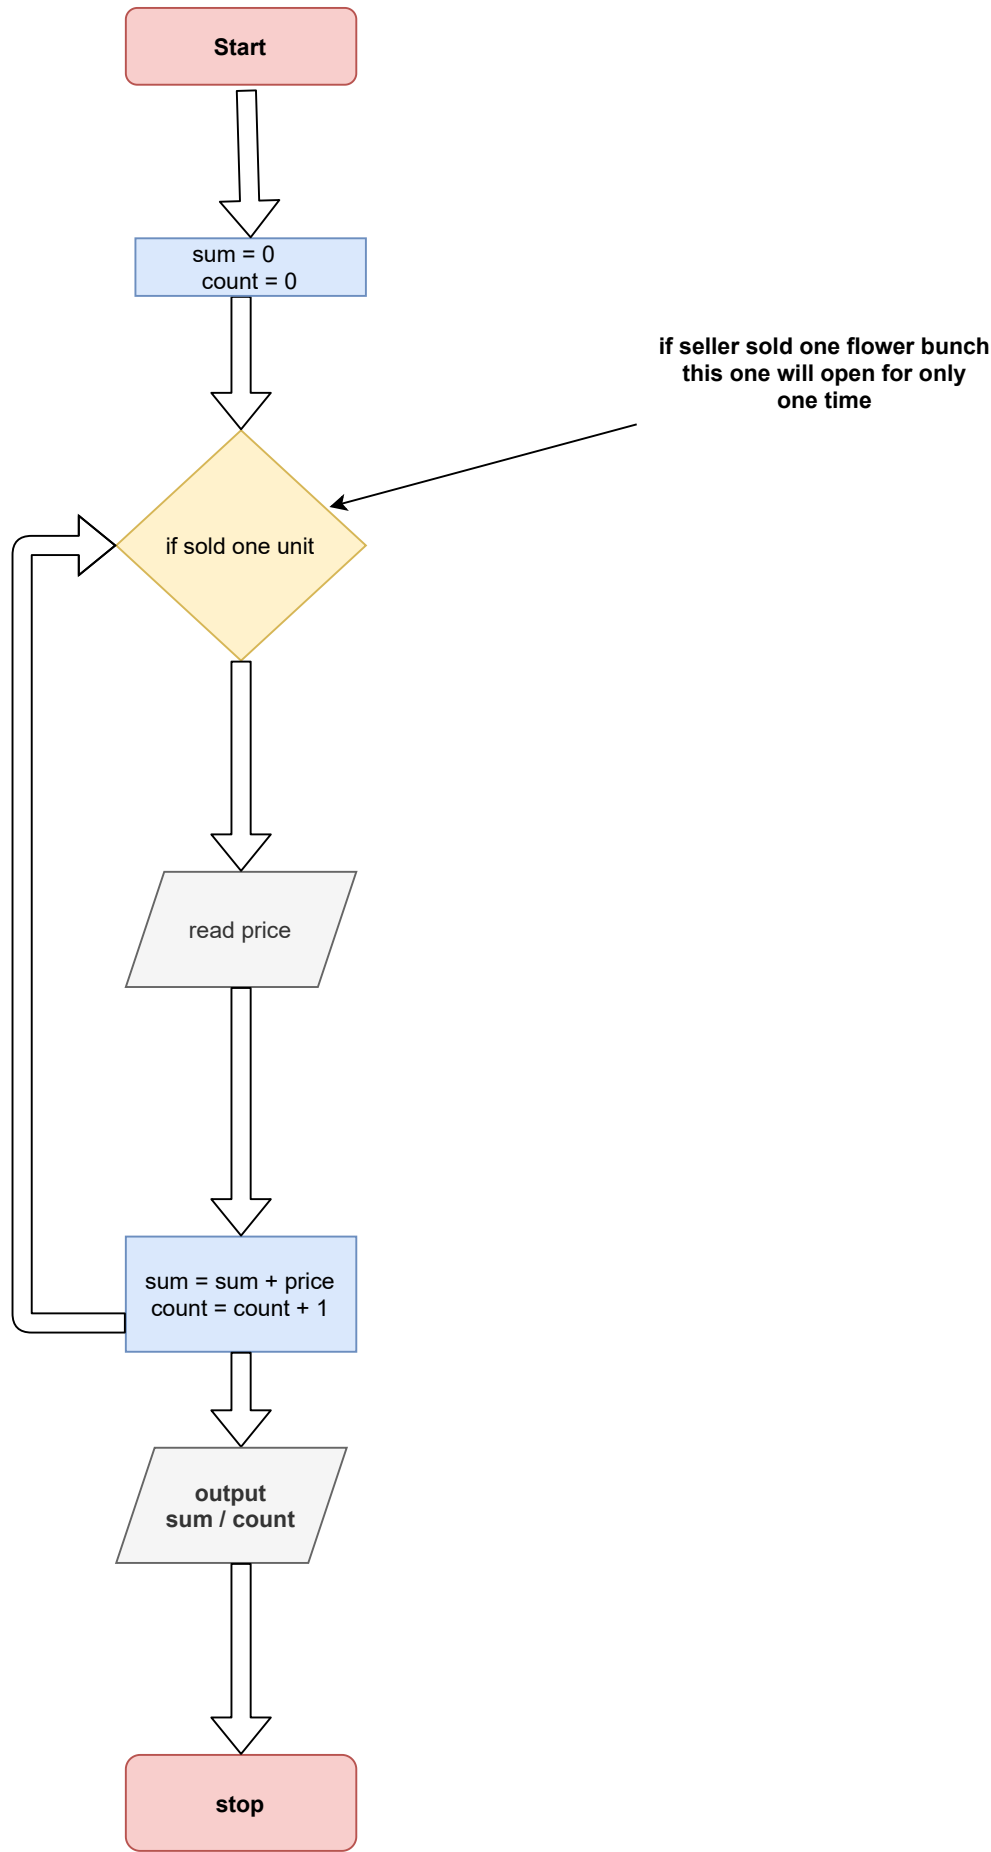 Start
sum = 0
count = 0
if seller sold one flower bunch
this one will open for only
one time
if sold one unit
read price
sum = sum + price
count = count + 1
output
sum / count
stop